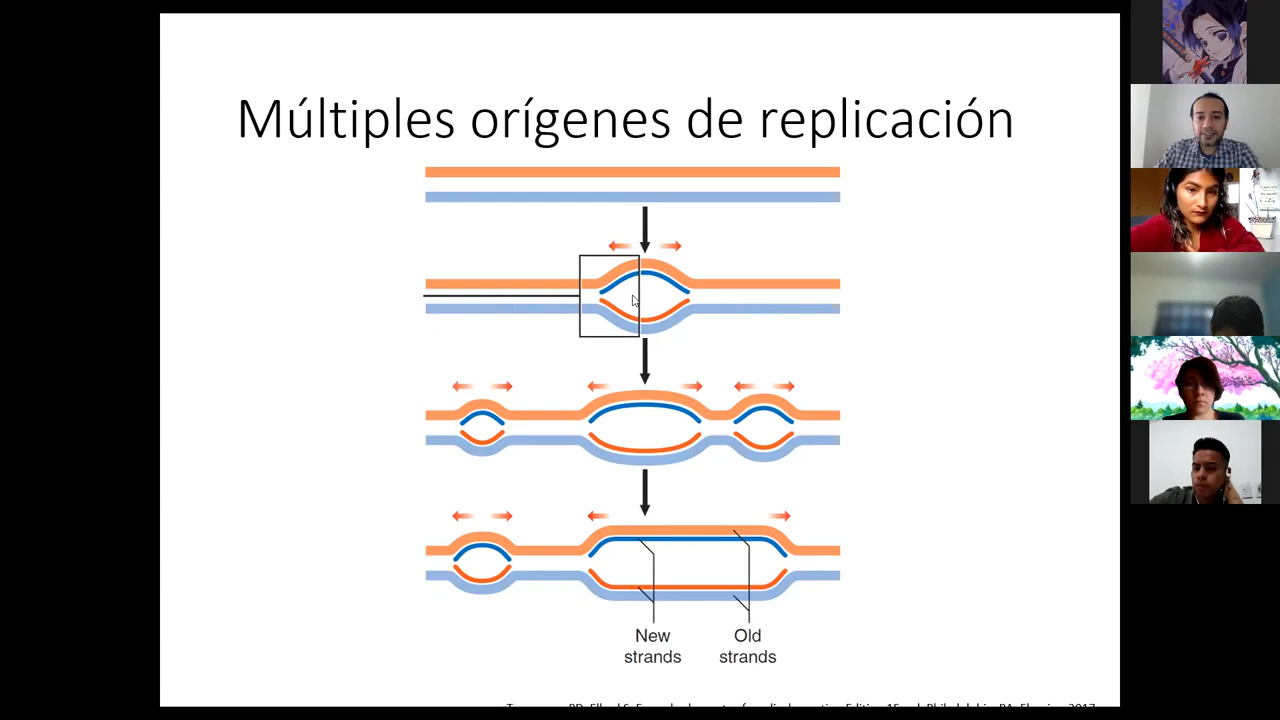 Múltiples orígenes de replicación
New
strands
Old
strands